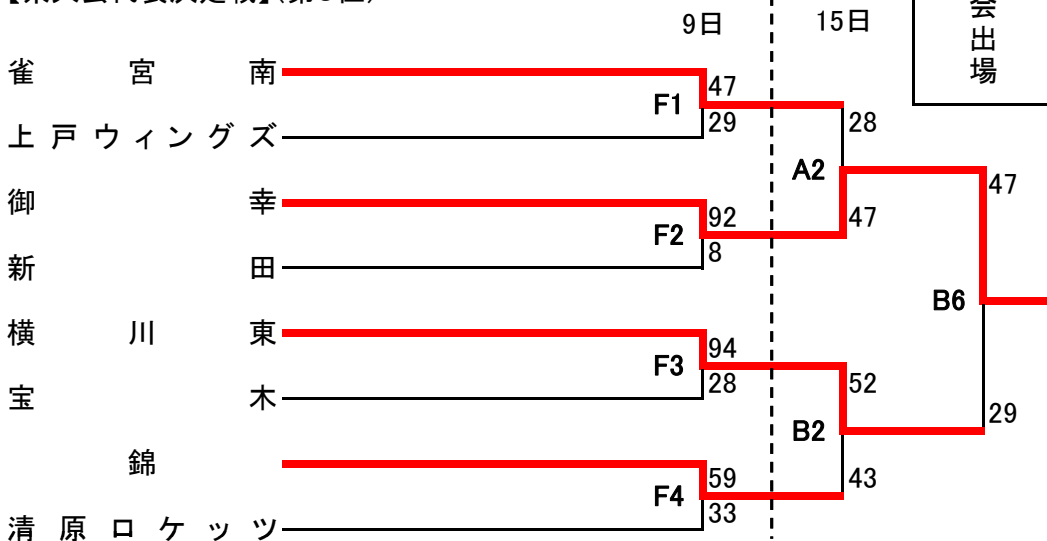 9日
15日
会出場
雀宮南
47
F1
29
28
上戸ウィングズ
A2
47
御幸
92
47
F2
8
新田
B6
横川東
94
F3
28
52
宝木
29
B2
錦
59
43
F4
33
清原ロケッツ